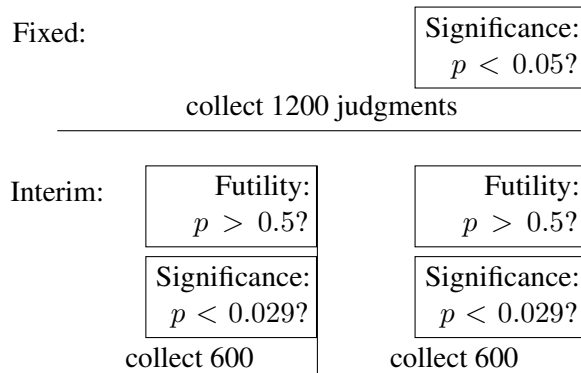 Fixed:
Significance:
p < 0.05?
collect 1200 judgments
Interim:
Futility:
p > 0.5?
Significance:
p < 0.029?
collect 600
Futility:
p > 0.5?
Significance:
p < 0.029?
collect 600